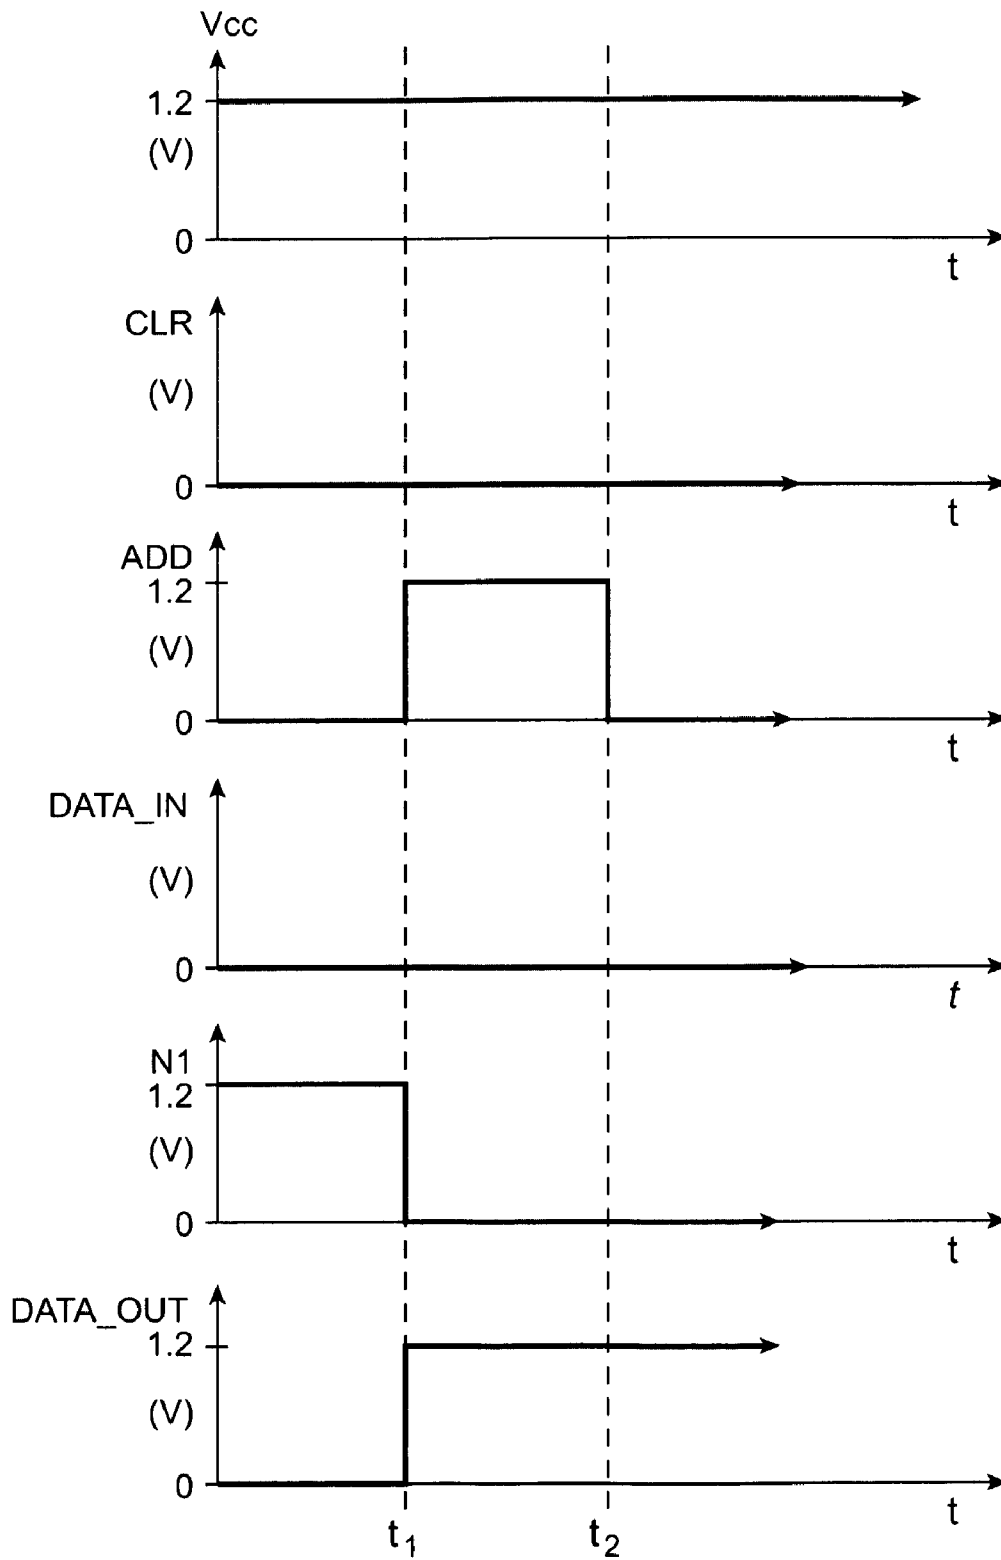 Vcc
1.2
(V)
0
t
CLR
(V)
0
t
ADD
1.2
(V)
0
t
DATA_IN
(V)
0
t
N1
1.2
(V)
0
t
DATA_OUT
1.2
(V)
0
t
t1 t2